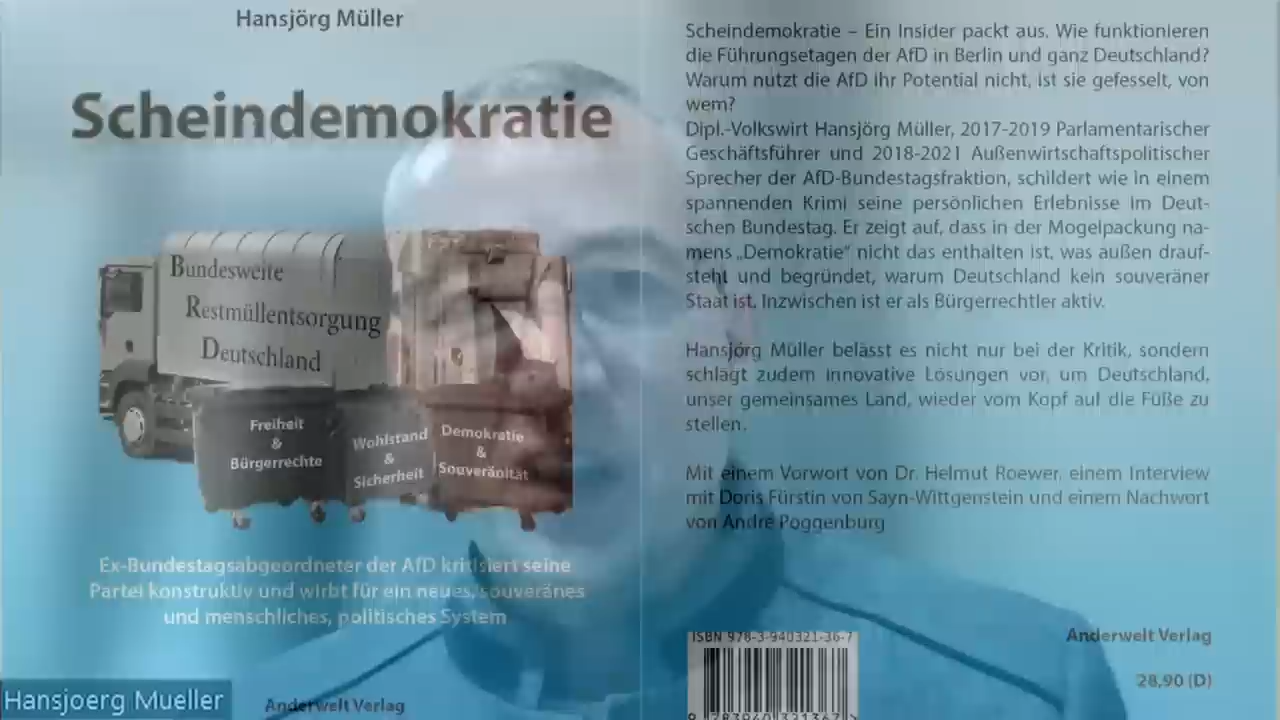 Hansjörg Müller
Scheindemokratie
Bundesweite
Restmüllentsorgung
Deutschland
Freiheit
&
Bürgerrechte
Wohlstand
&
Sicherheit
Demokratie
&
Souveränität
Ex-Bundestagsabgeordneter der AfD kritisiert seine
Partei konstruktiv und wirbt für ein neues, souveränes
und menschliches, politisches System
Anderwelt Verlag
Hansjoerg Mueller
Scheindemokratie – Ein Insider packt aus. Wie funktionieren
die Führungsetagen der AfD in Berlin und ganz Deutschland?
Warum nutzt die AfD ihr Potential nicht, ist sie gefesselt, von
wem?
Dipl.-Volkswirt Hansjörg Müller, 2017-2019 Parlamentarischer
Geschäftsführer und 2018-2021 Außenwirtschaftspolitischer
Sprecher der AfD-Bundestagsfraktion, schildert wie in einem
spannenden Krimi seine persönlichen Erlebnisse im Deut-
schen Bundestag. Er zeigt auf, dass in der Mogelpackung na-
mens „Demokratie“ nicht das enthalten ist, was außen drauf-
steht und begründet, warum Deutschland kein souveräner
Staat ist. Inzwischen ist er als Bürgerrechtler aktiv.
Hansjörg Müller belässt es nicht nur bei der Kritik, sondern
schlägt zudem innovative Lösungen vor, um Deutschland,
unser gemeinsames Land, wieder vom Kopf auf die Füße zu
stellen.
Mit einem Vorwort von Dr. Helmut Roewer, einem Interview
mit Doris Fürstin von Sayn-Wittgenstein und einem Nachwort
von André Poggenburg
ISBN 978-3-940321-36-7
9 783940 321367
Anderwelt Verlag
28,90 (D)